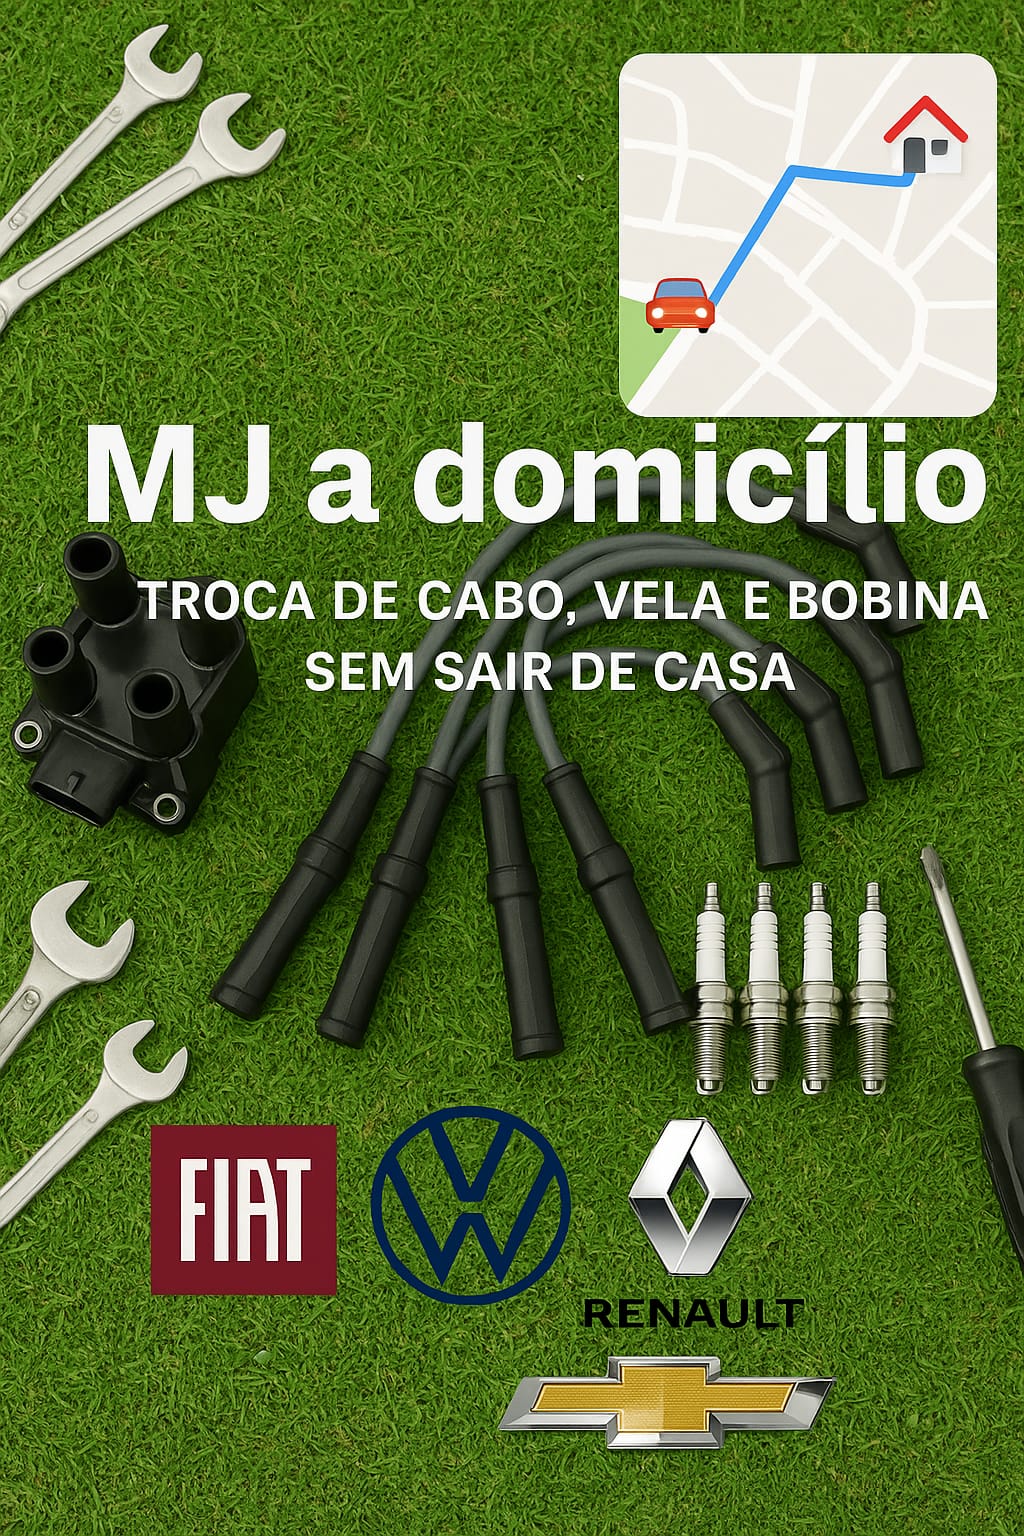 MJ a domicílio
TROCA DE CABO, VELA E BOBINA
SEM SAIR DE CASA
FIAT
RENAULT